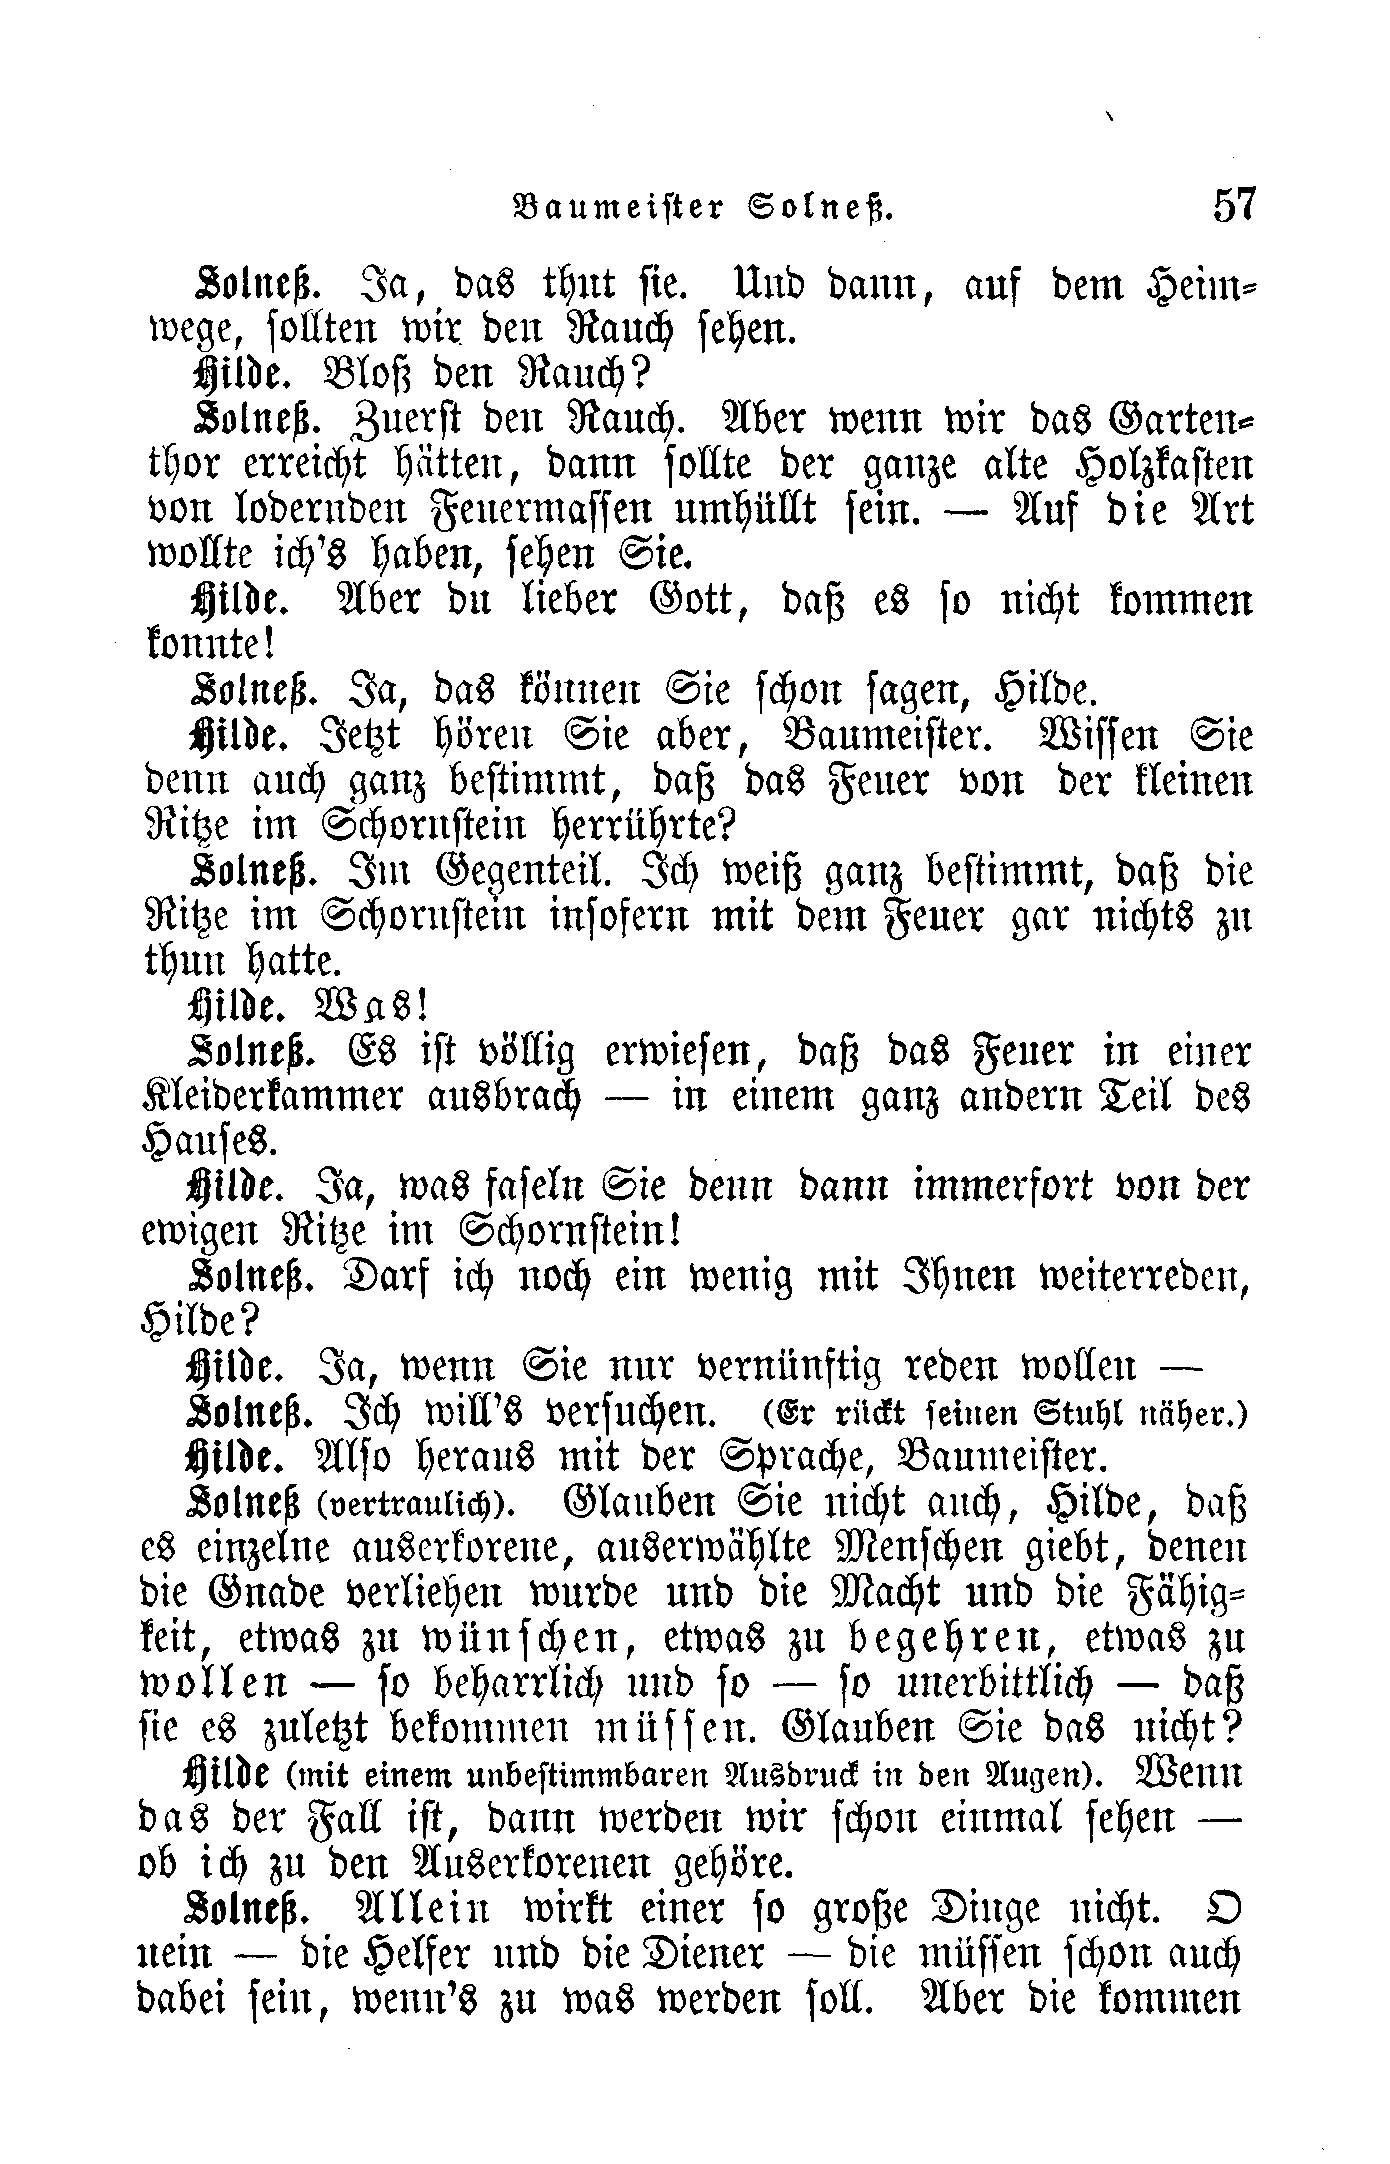 Baumeister Solneß. 57
Solneß. Ja, das thut sie. Und dann, auf dem Heim-
wege, sollten wir den Rauch sehen.
Hilde. Bloß den Rauch?
Solneß. Zuerst den Rauch. Aber wenn wir das Garten-
thor erreicht hätten, dann sollte der ganze alte Holzkasten
von lodernden Feuermassen umhüllt sein. — Auf die Art
wollte ich's haben, sehen Sie.
Hilde. Aber du lieber Gott, daß es so nicht kommen
konnte!
Solneß. Ja, das können Sie schon sagen, Hilde.
Hilde. Jetzt hören Sie aber, Baumeister. Wissen Sie
denn auch ganz bestimmt, daß das Feuer von der kleinen
Ritze im Schornstein herrührte?
Solneß. Im Gegenteil. Ich weiß ganz bestimmt, daß die
Ritze im Schornstein insofern mit dem Feuer gar nichts zu
thun hatte.
Hilde. Was!
Solneß. Es ist völlig erwiesen, daß das Feuer in einer
Kleiderkammer ausbrach — in einem ganz andern Teil des
Hauses.
Hilde. Ja, was faseln Sie denn dann immerfort von der
ewigen Ritze im Schornstein!
Solneß. Darf ich noch ein wenig mit Ihnen weiterreden,
Hilde?
Hilde. Ja, wenn Sie nur vernünftig reden wollen —
Solneß. Ich will's versuchen. (Er rückt seinen Stuhl näher.)
Hilde. Also heraus mit der Sprache, Baumeister.
Solneß (vertraulich). Glauben Sie nicht auch, Hilde, daß
es einzelne auserkorene, auserwählte Menschen giebt, denen
die Gnade verliehen wurde und die Macht und die Fähig-
keit, etwas zu wünschen, etwas zu begehren, etwas zu
wollen — so beharrlich und so — so unerbittlich — daß
sie es zuletzt bekommen müssen. Glauben Sie das nicht?
Hilde (mit einem unbestimmbaren Ausdruck in den Augen). Wenn
das der Fall ist, dann werden wir schon einmal sehen —
ob ich zu den Auserkorenen gehöre.
Solneß. Allein wirkt einer so große Dinge nicht. O
nein — die Helfer und die Diener — die müssen schon auch
dabei sein, wenn's zu was werden soll. Aber die kommen